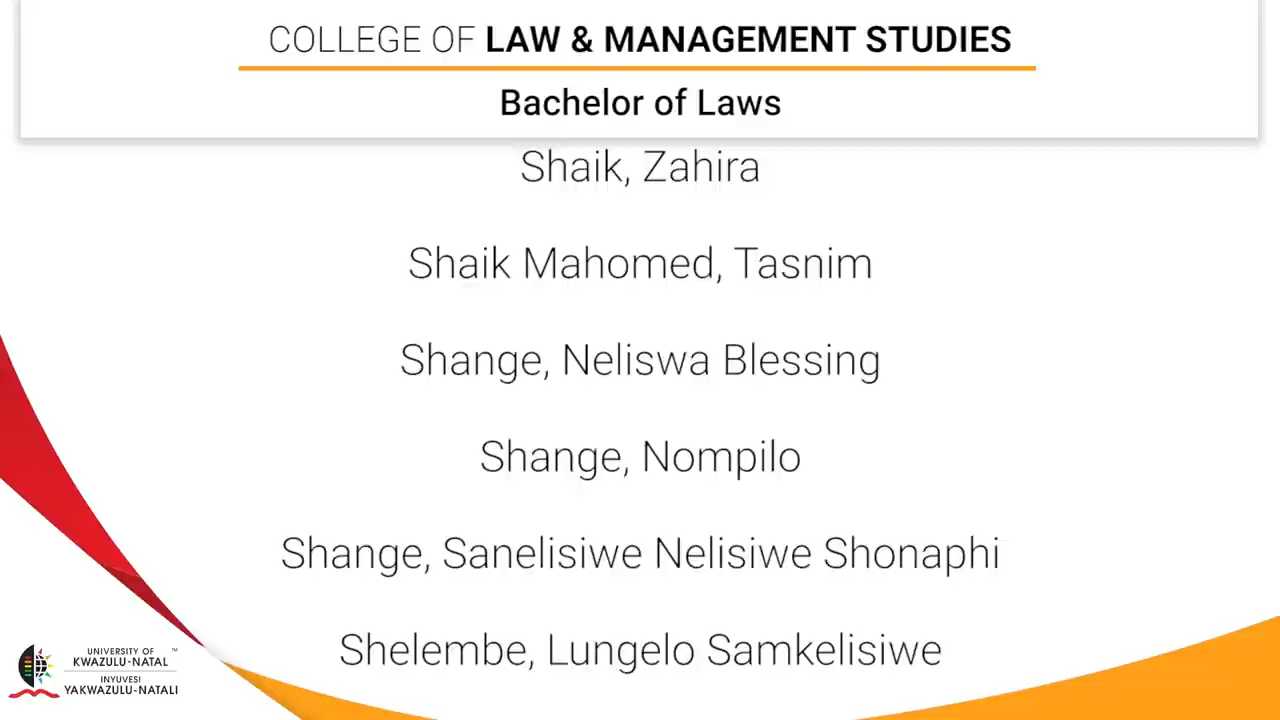 COLLEGE OF LAW & MANAGEMENT STUDIES
Bachelor of Laws
Shaik, Zahira
Shaik Mahomed, Tasnim
Shange, Neliswa Blessing
Shange, Nompilo
Shange, Sanelisiwe Nelisiwe Shonaphi
Shelembe, Lungelo Samkelisiwe
UNIVERSITY OF ™
KWAZULU-NATAL
INYUVESI
YAKWAZULU-NATALI